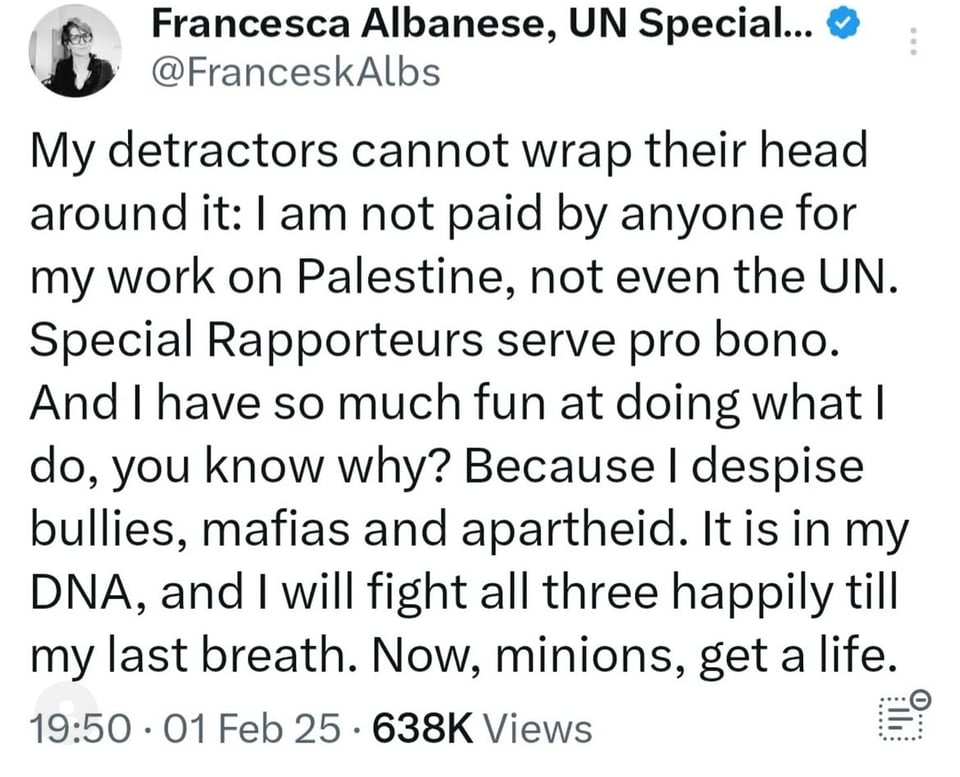 Francesca Albanese, UN Special...
@FranceskAlbs
My detractors cannot wrap their head
around it: I am not paid by anyone for
my work on Palestine, not even the UN.
Special Rapporteurs serve pro bono.
And I have so much fun at doing what I
do, you know why? Because I despise
bullies, mafias and apartheid. It is in my
DNA, and I will fight all three happily till
my last breath. Now, minions, get a life.
19:50 · 01 Feb 25 · 638K Views